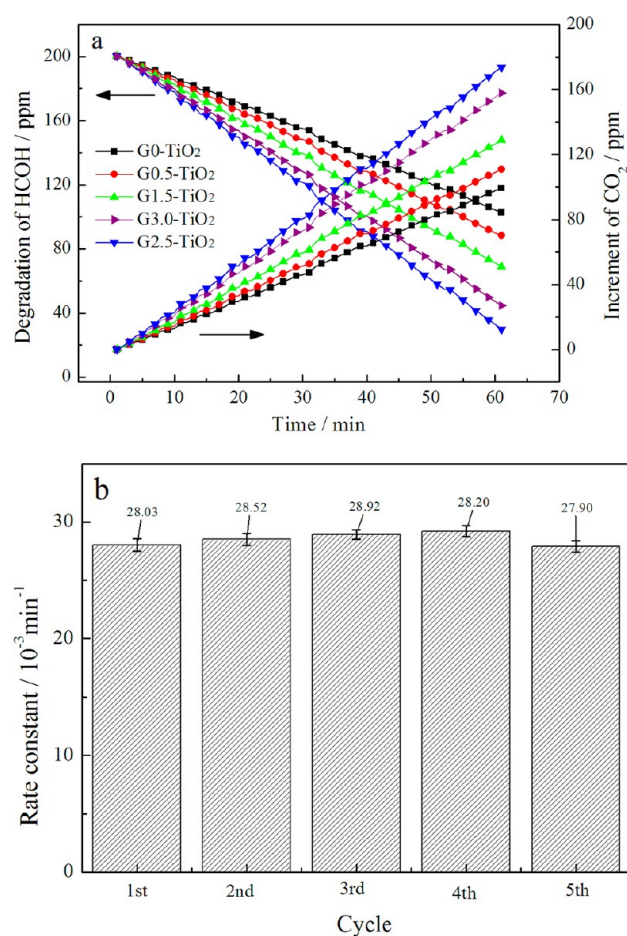 a
200
160
120
80
40
0
Degradation of HCOH / ppm
G0-TiO₂
G0.5-TiO₂
G1.5-TiO₂
G3.0-TiO₂
G2.5-TiO₂
200
160
120
80
40
0
Increment of CO₂ / ppm
0 10 20 30 40 50 60 70
Time / min
b
30
20
10
0
Rate constant / 10⁻³ min⁻¹
28.03 28.52 28.92 28.20 27.90
1st 2nd 3rd 4th 5th
Cycle